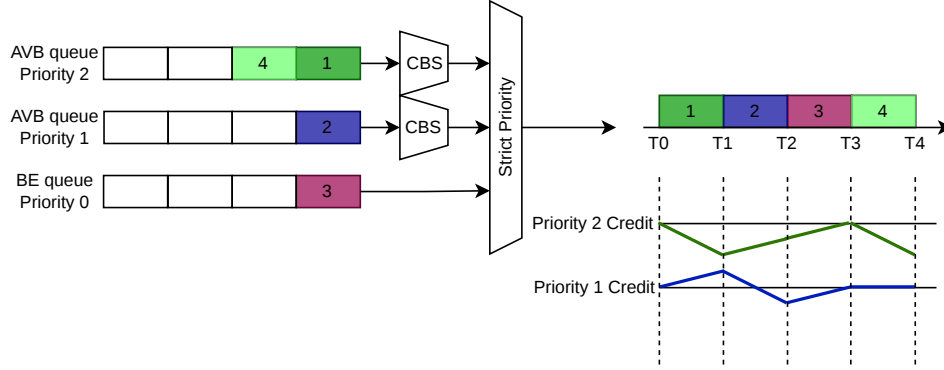 AVB queue
Priority 2
4
1
CBS
AVB queue
Priority 1
2
CBS
BE queue
Priority 0
3
Strict Priority
1
2
3
4
T0
T1
T2
T3
T4
Priority 2 Credit
Priority 1 Credit